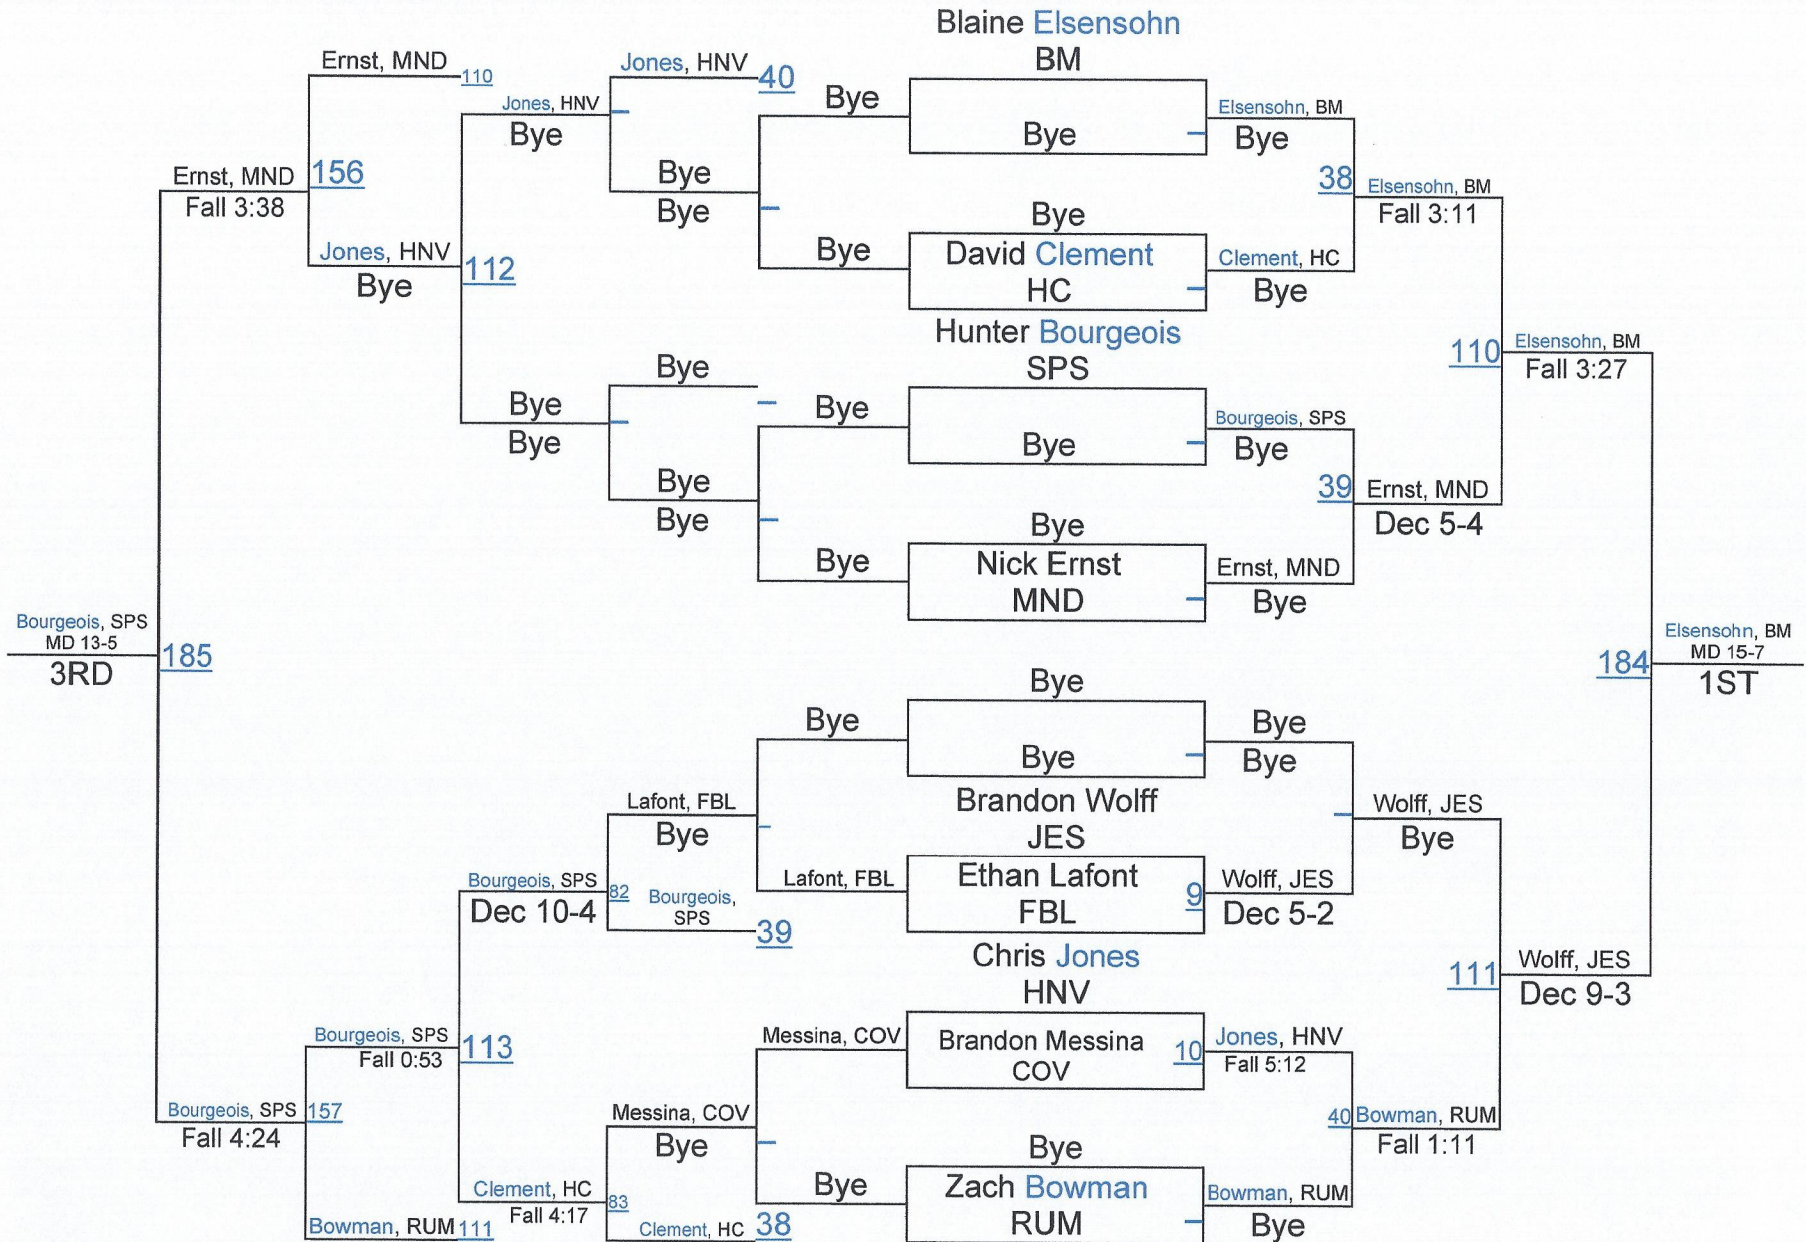 Blaine Elsensohn
BM
Ernst, MND
110
Jones, HNV
40
Jones, HNV
Bye
Bye
Bye
Elsensohn, BM
Bye
Ernst, MND
156
Fall 3:38
Bye
Bye
38
Elsensohn, BM
Fall 3:11
Bye
Jones, HNV
112
Bye
Bye
David Clement
HC
Clement, HC
Bye
Hunter Bourgeois
SPS
110
Elsensohn, BM
Fall 3:27
Bye
Bye
Bye
Bye
Bye
Bourgeois, SPS
Bye
Bye
Bye
39
Ernst, MND
Dec 5-4
Bye
Bye
Nick Ernst
MND
Ernst, MND
Bye
Bourgeois, SPS
MD 13-5
3RD
185
184
Elsensohn, BM
MD 15-7
1ST
Bye
Bye
Bye
Bye
Bye
Brandon Wolff
JES
Lafont, FBL
Bye
Wolff, JES
Bye
Bourgeois, SPS
Dec 10-4
82
Bourgeois,
SPS
39
Lafont, FBL
Ethan Lafont
FBL
9
Wolff, JES
Dec 5-2
Chris Jones
HNV
111
Wolff, JES
Dec 9-3
Bourgeois, SPS
Fall 0:53
113
Messina, COV
Brandon Messina
COV
10
Jones, HNV
Fall 5:12
Bourgeois, SPS
157
Fall 4:24
Messina, COV
Bye
40
Bowman, RUM
Fall 1:11
Bye
Clement, HC
Fall 4:17
83
Bye
Zach Bowman
RUM
Bowman, RUM
Bye
Bowman, RUM
111
Clement, HC
38